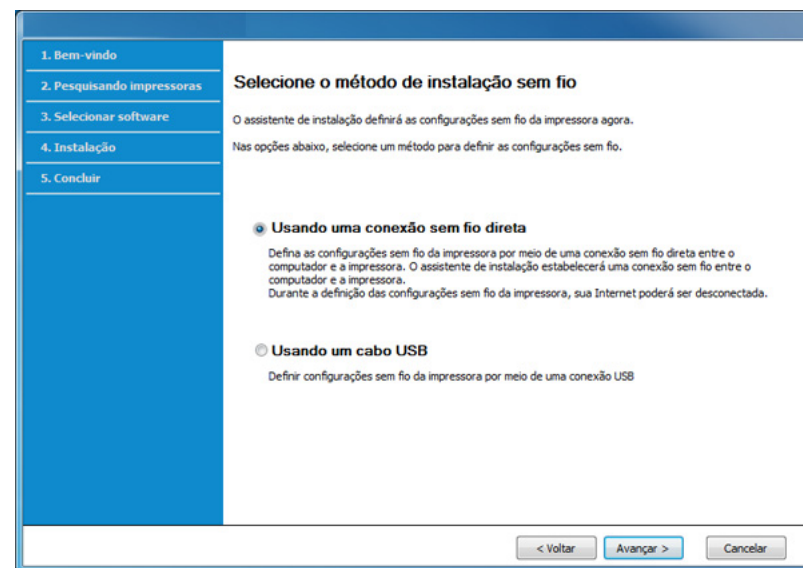 1. Bem-vindo
2. Pesquisando impressoras
3. Selecionar software
4. Instalação
5. Concluir
Selecione o método de instalação sem fio
O assistente de instalação definirá as configurações sem fio da impressora agora.
Nas opções abaixo, selecione um método para definir as configurações sem fio.
Usando uma conexão sem fio direta
Defina as configurações sem fio da impressora por meio de uma conexão sem fio direta entre o
computador e a impressora. O assistente de instalação estabelecerá uma conexão sem fio entre o
computador e a impressora.
Durante a definição das configurações sem fio da impressora, sua Internet poderá ser desconectada.
Usando um cabo USB
Definir configurações sem fio da impressora por meio de uma conexão USB
< Voltar
Avançar >
Cancelar